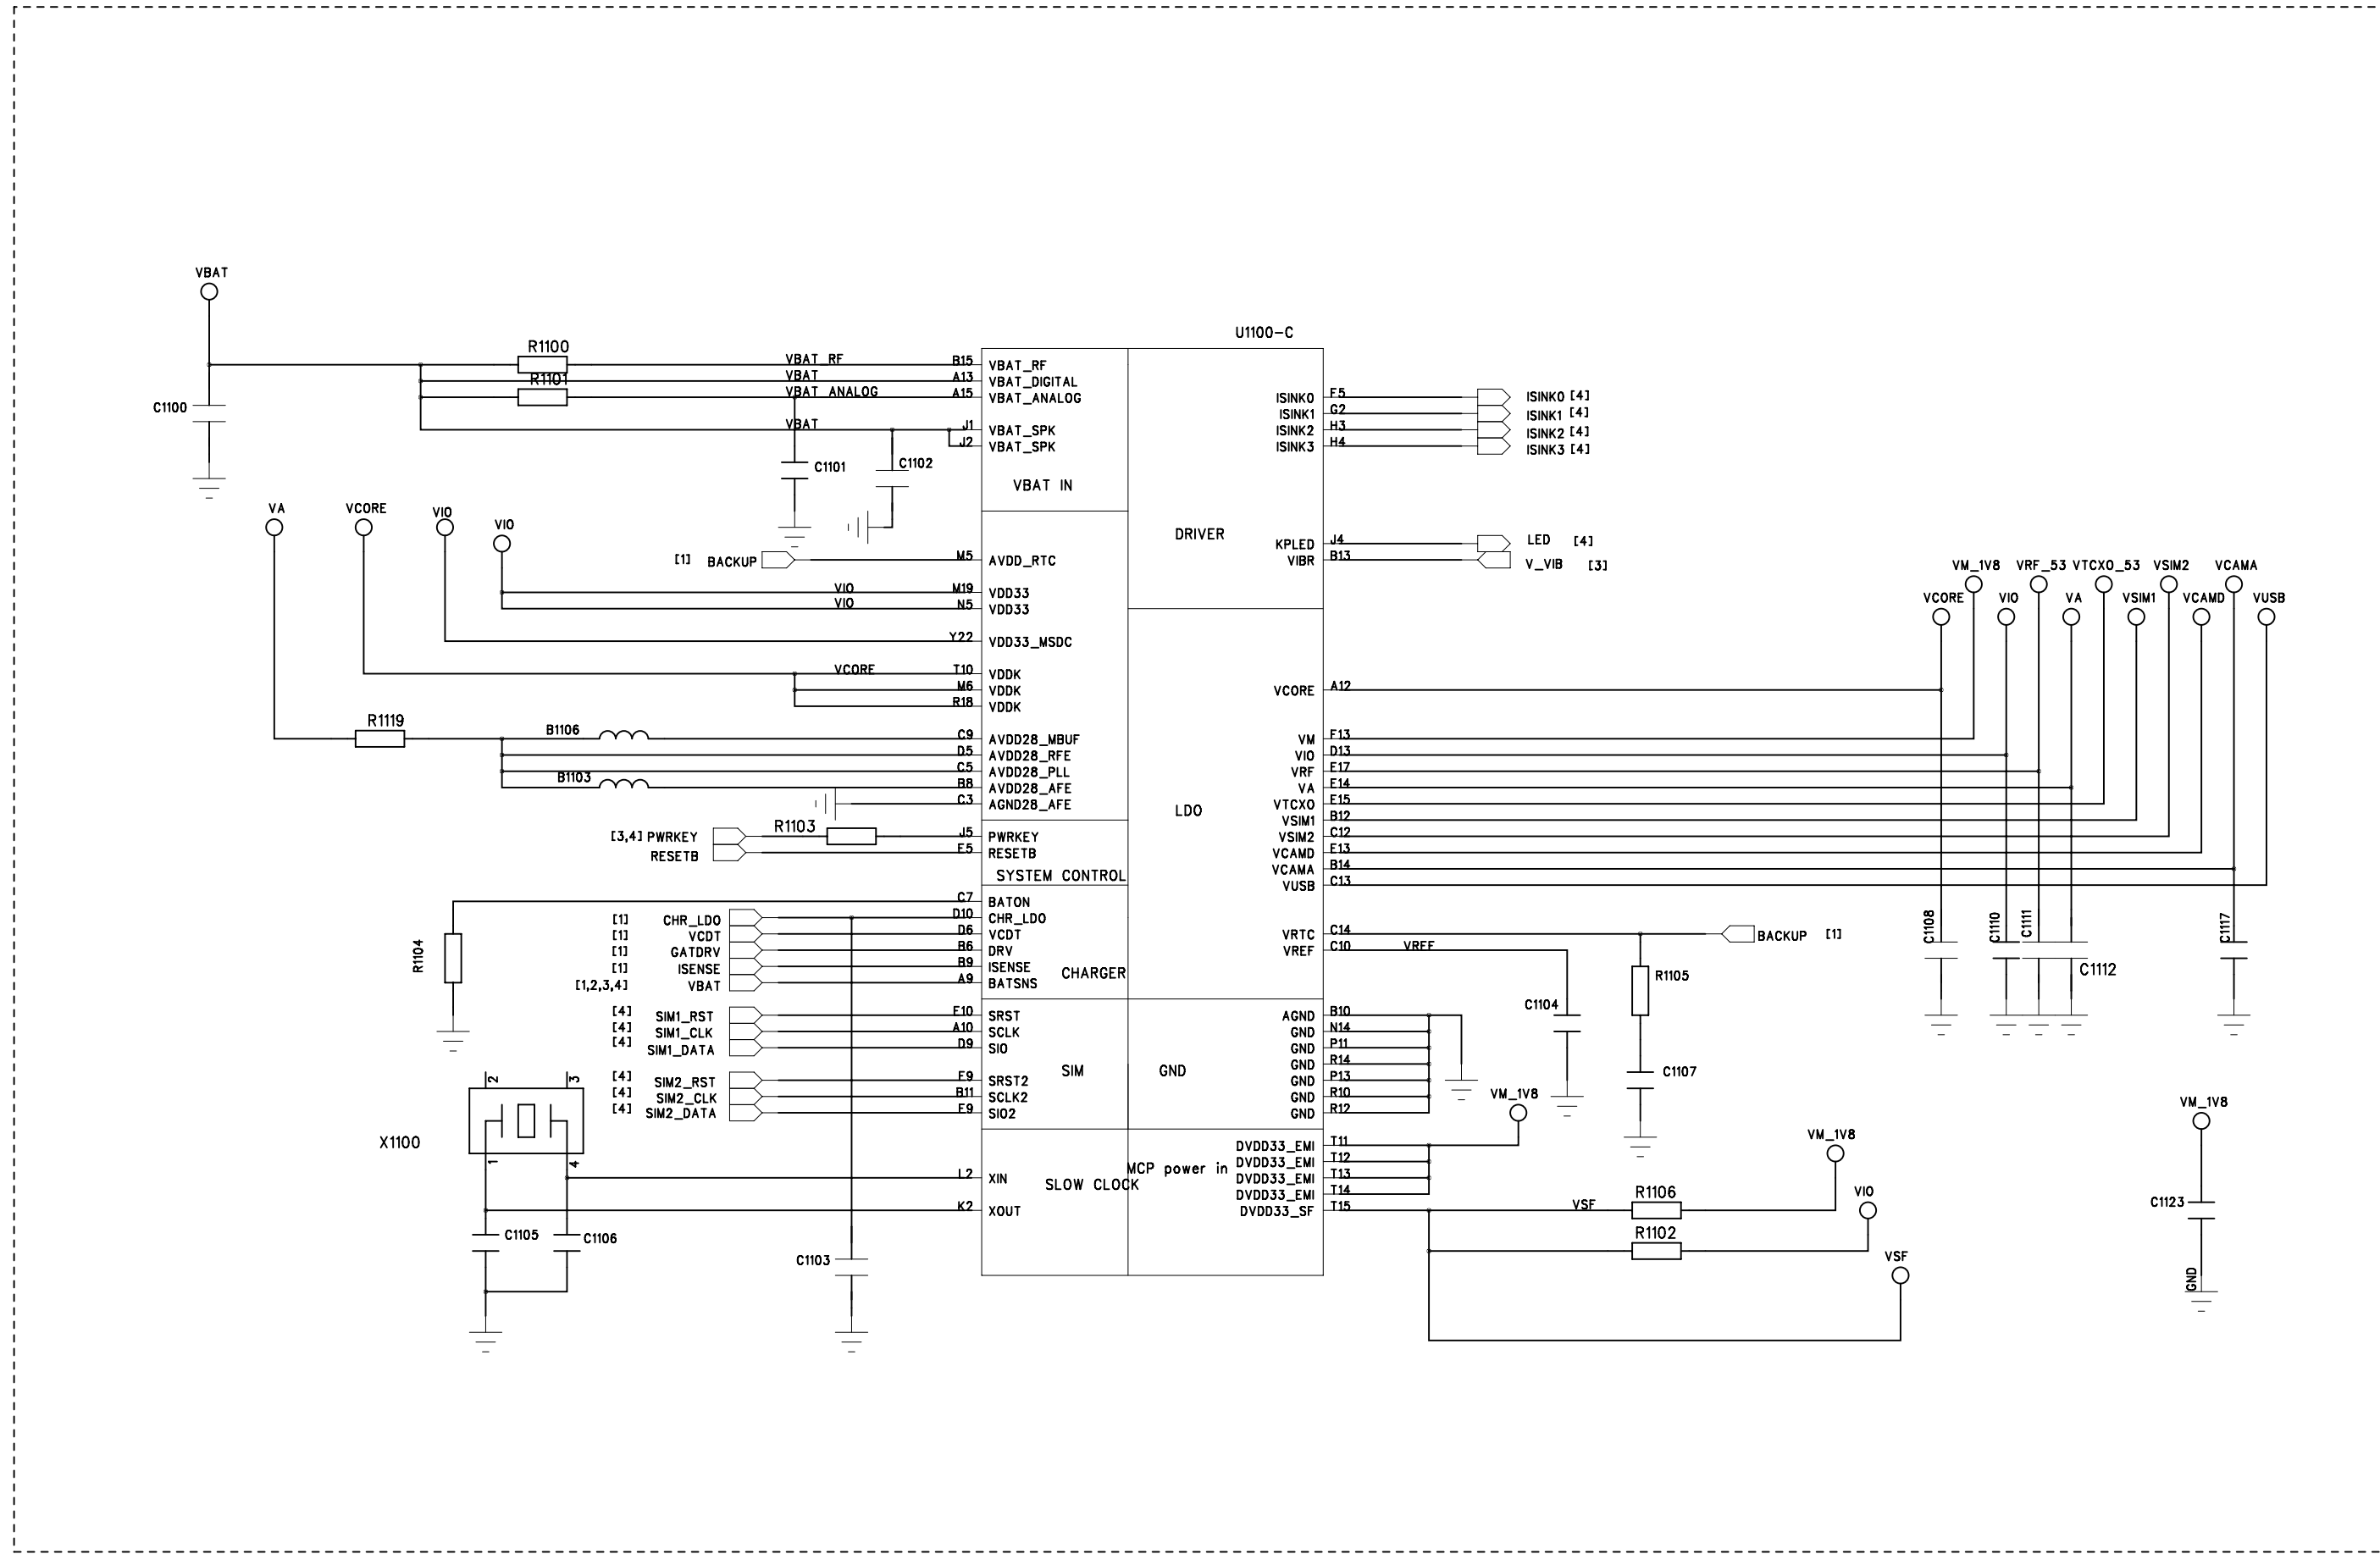 VBAT
U1100-C
R1100
VBAT_RF
B15
VBAT_RF
VBAT
A13
VBAT_DIGITAL
R1101
VBAT_ANALOG
A15
VBAT_ANALOG
C1100
VBAT
J1
VBAT_SPK
J2
VBAT_SPK
C1101
C1102
VBAT IN
ISINK0
F5
ISINK0 [4]
ISINK1
G2
ISINK1 [4]
ISINK2
H3
ISINK2 [4]
ISINK3
H4
ISINK3 [4]
DRIVER
KPLED
J4
LED [4]
VIBR
B13
V_VIB [3]
VA
VCORE
VIO
VIO
[1] BACKUP
M5
AVDD_RTC
VIO
M19
VDD33
VIO
N5
VDD33
Y22
VDD33_MSDC
VCORE
T10
VDDK
M6
VDDK
R18
VDDK
R1119
B1106
C9
AVDD28_MBUF
D5
AVDD28_RFE
C5
AVDD28_PLL
B1103
B8
AVDD28_AFE
C3
AGND28_AFE
[3,4] PWRKEY
R1103
J5
PWRKEY
RESETB
E5
RESETB
SYSTEM CONTROL
VM_1V8
VRF_53
VTCXO_53
VSIM2
VCAMA
VCORE
VIO
VA
VSIM1
VCAMD
VUSB
LDO
VCORE
A12
VM
F13
VIO
D13
VRF
E17
VA
E14
VTCXO
E15
VSIM1
B12
VSIM2
C12
VCAMD
E13
VCAMA
B14
VUSB
C13
VRTC
C14
BACKUP [1]
VREF
C10
VREF
C1108
C1110
C1111
C1112
C1117
R1105
C1104
C1107
R1104
C7
BATON
[1] CHR_LDO
D10
CHR_LDO
[1] VCDT
D6
VCDT
[1] GATDRV
B6
DRV
[1] ISENSE
B9
ISENSE
[1,2,3,4] VBAT
A9
BATSNS
CHARGER
[4] SIM1_RST
F10
SRST
[4] SIM1_CLK
A10
SCLK
[4] SIM1_DATA
D9
SIO
[4] SIM2_RST
E9
SRST2
[4] SIM2_CLK
B11
SCLK2
[4] SIM2_DATA
F9
SIO2
SIM
GND
AGND
B10
GND
N14
GND
P11
GND
R14
GND
P13
GND
R10
GND
R12
2
3
X1100
1
4
L2
XIN
K2
XOUT
SLOW CLOCK
C1105
C1106
C1103
MCP power in
DVDD33_EMI
T11
DVDD33_EMI
T12
DVDD33_EMI
T13
DVDD33_EMI
T14
DVDD33_SF
T15
VM_1V8
VSF
R1106
VM_1V8
R1102
VIO
VSF
VM_1V8
C1123
GND